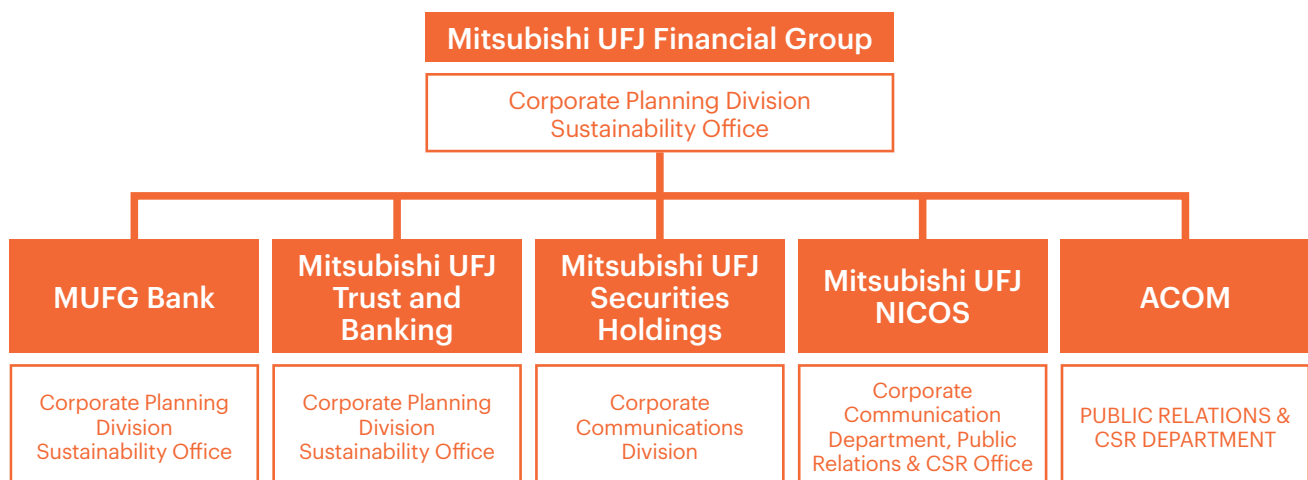 Mitsubishi UFJ Financial Group
Corporate Planning Division
Sustainability Office
MUFG Bank
Corporate Planning
Division
Sustainability Office
Mitsubishi UFJ
Trust and
Banking
Corporate Planning
Division
Sustainability Office
Mitsubishi UFJ
Securities
Holdings
Corporate
Communications
Division
Mitsubishi UFJ
NICOS
Corporate
Communication
Department, Public
Relations & CSR Office
ACOM
PUBLIC RELATIONS &
CSR DEPARTMENT